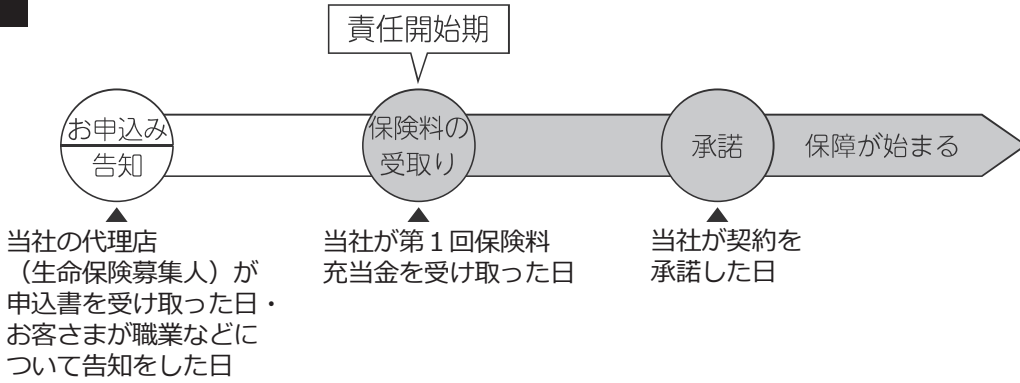 責任開始期
お申込み
告知
保険料の
受取り
承諾
保障が始まる
当社の代理店
（生命保険募集人）が
申込書を受け取った日・
お客さまが職業などに
ついて告知をした日
当社が第１回保険料
充当金を受け取った日
当社が契約を
承諾した日